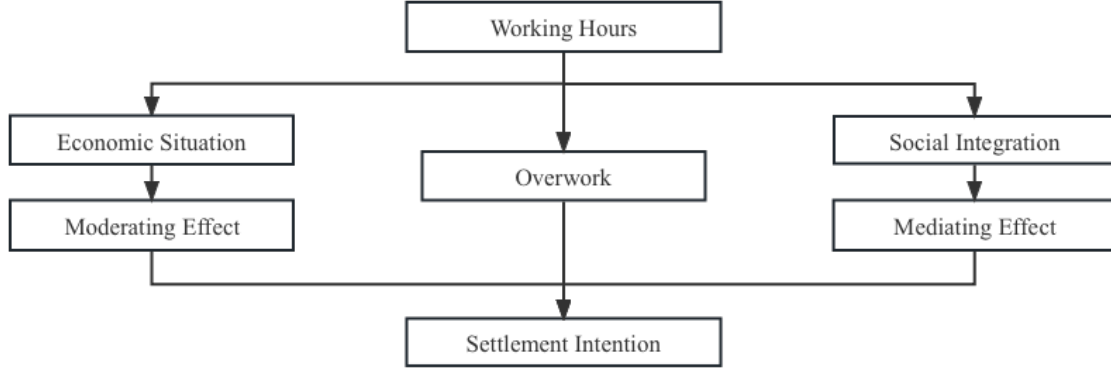 Working Hours
Economic Situation
Social Integration
Overwork
Moderating Effect
Mediating Effect
Settlement Intention